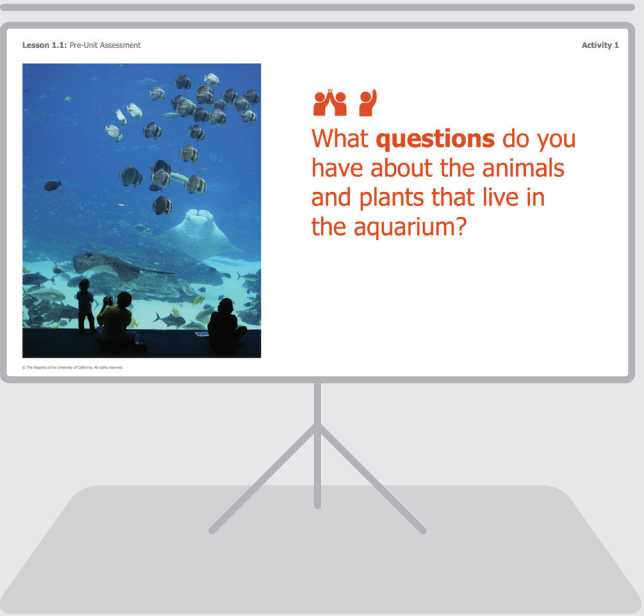 Lesson 1.1: Pre-Unit Assessment
Activity 1
What questions do you
have about the animals
and plants that live in
the aquarium?
© The Regents of the University of California. All rights reserved.